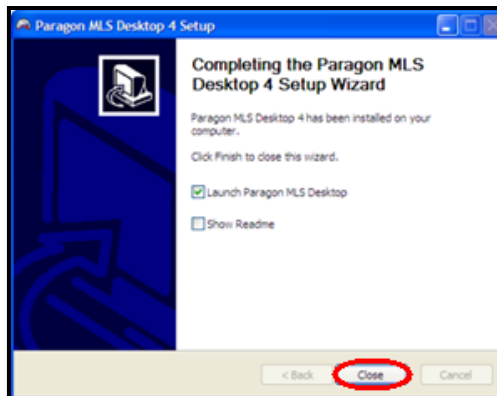 Paragon MLS Desktop 4 Setup
Completing the Paragon MLS
Desktop 4 Setup Wizard
Paragon MLS Desktop 4 has been installed on your
computer.
Click Finish to close this wizard.
Launch Paragon MLS Desktop
Show Readme
< Back Close Cancel